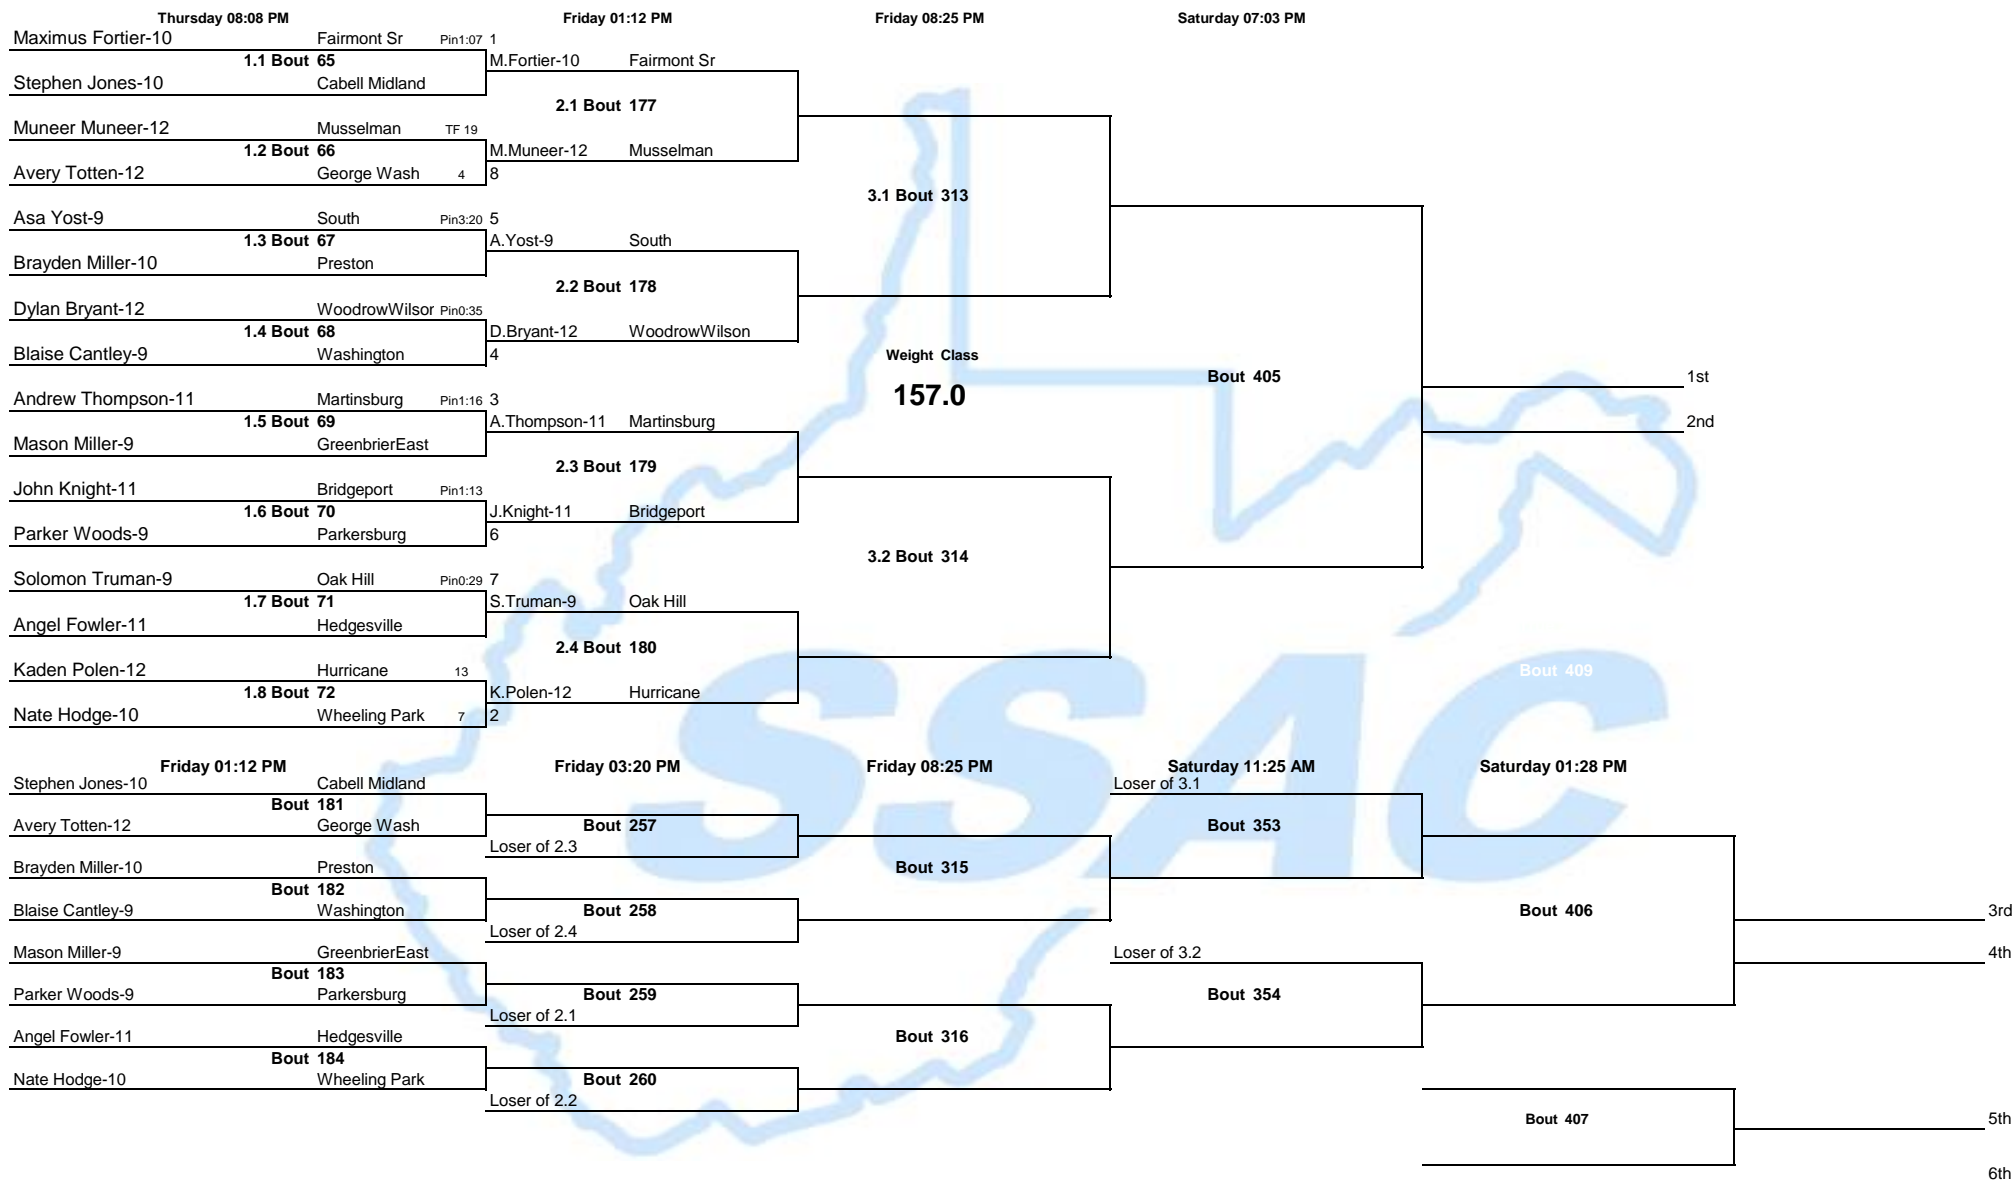 Thursday 08:08 PM Friday 01:12 PM Friday 08:25 PM Saturday 07:03 PM
Maximus Fortier-10 Fairmont Sr Pin1:07 1
1.1 Bout 65 M.Fortier-10 Fairmont Sr
Stephen Jones-10 Cabell Midland
2.1 Bout 177
Muneer Muneer-12 Musselman TF 19
1.2 Bout 66 M.Muneer-12 Musselman
Avery Totten-12 George Wash 4 8
3.1 Bout 313
Asa Yost-9 South Pin3:20 5
1.3 Bout 67 A.Yost-9 South
Brayden Miller-10 Preston
2.2 Bout 178
Dylan Bryant-12 WoodrowWilsor Pin0:35
1.4 Bout 68 D.Bryant-12 WoodrowWilson
Blaise Cantley-9 Washington 4 Weight Class
Bout 405 1st
157.0
Andrew Thompson-11 Martinsburg Pin1:16 3
1.5 Bout 69 A.Thompson-11 Martinsburg 2nd
Mason Miller-9 GreenbrierEast
2.3 Bout 179
John Knight-11 Bridgeport Pin1:13
1.6 Bout 70 J.Knight-11 Bridgeport
Parker Woods-9 Parkersburg 6
3.2 Bout 314
Solomon Truman-9 Oak Hill Pin0:29 7
1.7 Bout 71 S.Truman-9 Oak Hill
Angel Fowler-11 Hedgesville
2.4 Bout 180
Kaden Polen-12 Hurricane 13 Bout 409
1.8 Bout 72 K.Polen-12 Hurricane
Nate Hodge-10 Wheeling Park 7 2
SSAC
Friday 01:12 PM Friday 03:20 PM Friday 08:25 PM Saturday 11:25 AM Saturday 01:28 PM
Stephen Jones-10 Cabell Midland Loser of 3.1
Bout 181
Avery Totten-12 George Wash Bout 257 Bout 353
Loser of 2.3
Brayden Miller-10 Preston Bout 315
Bout 182
Blaise Cantley-9 Washington Bout 258 Bout 406 3rd
Loser of 2.4
Mason Miller-9 GreenbrierEast Loser of 3.2 4th
Bout 183
Parker Woods-9 Parkersburg Bout 259 Bout 354
Loser of 2.1
Angel Fowler-11 Hedgesville Bout 316
Bout 184
Nate Hodge-10 Wheeling Park Bout 260
Loser of 2.2
Bout 407 5th
6th